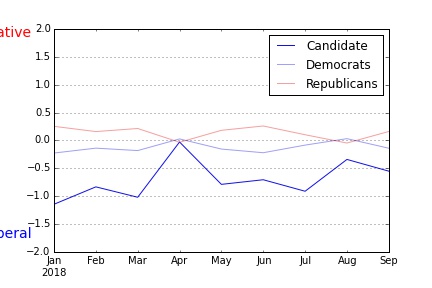 ative
2.0
1.5
1.0
0.5
0.0
−0.5
−1.0
−1.5
−2.0
beral
Candidate
Democrats
Republicans
Jan Feb Mar Apr May Jun Jul Aug Sep
2018